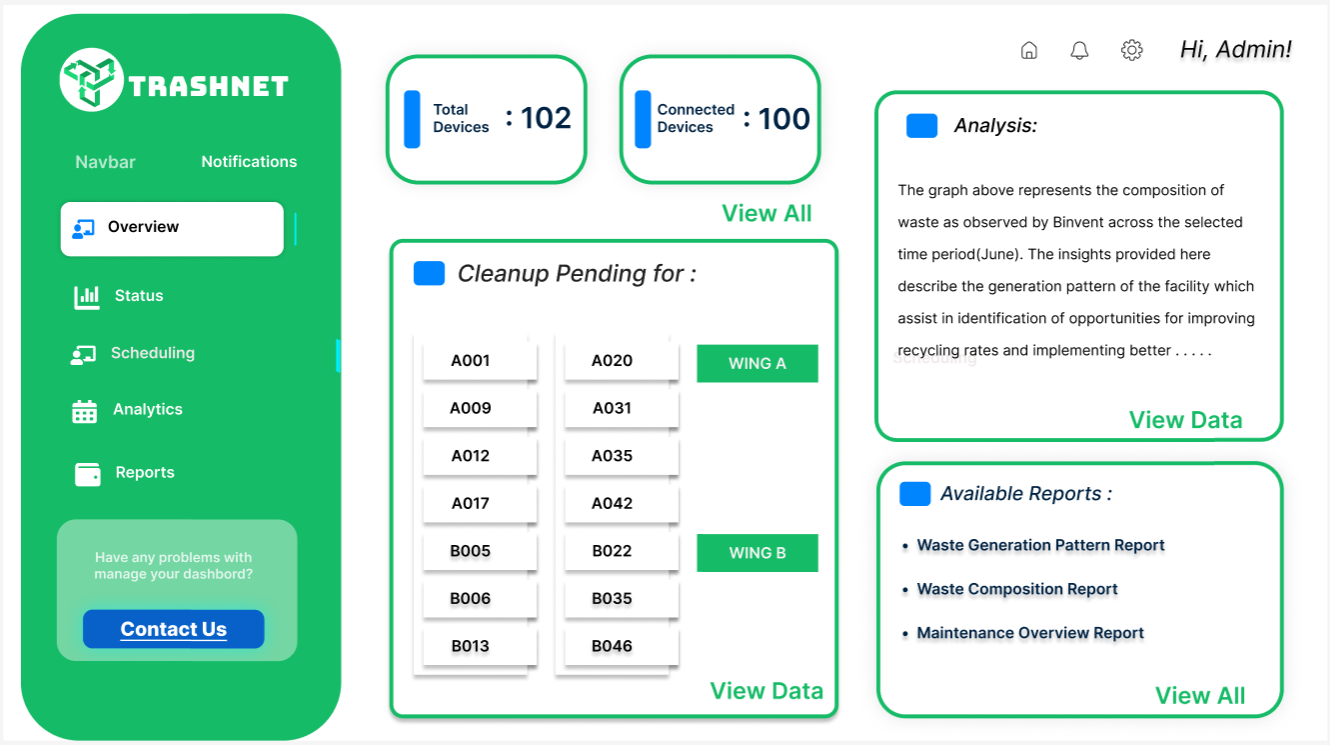 TRASHNET
Navbar
Notifications
Overview
Status
Scheduling
Analytics
Reports
Have any problems with
manage your dashbord?
Contact Us
Total
Devices
: 102
Connected
Devices
: 100
View All
Cleanup Pending for :
A001
A020
WING A
A009
A031
A012
A035
A017
A042
B005
B022
WING B
B006
B035
B013
B046
View Data
Hi, Admin!
Analysis:
The graph above represents the composition of
waste as observed by Binvent across the selected
time period(June). The insights provided here
describe the generation pattern of the facility which
assist in identification of opportunities for improving
recycling rates and implementing better . . . . .
Scheduling
View Data
Available Reports :
• Waste Generation Pattern Report
• Waste Composition Report
• Maintenance Overview Report
View All